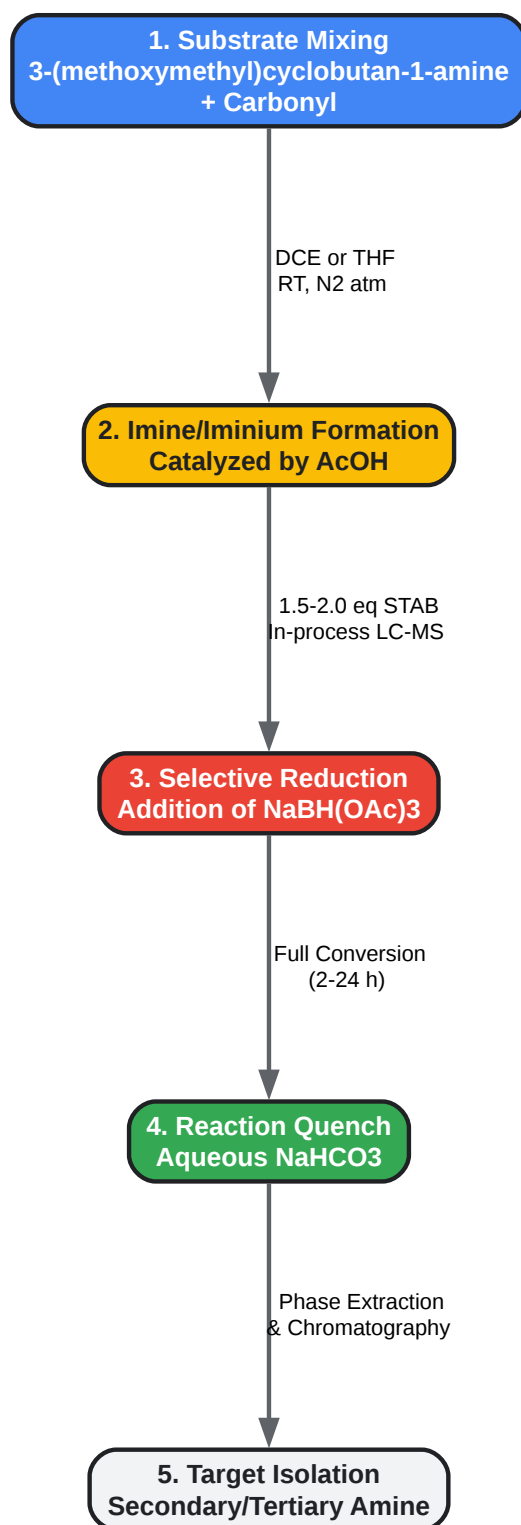 1. Substrate Mixing
3-(methoxymethyl)cyclobutan-1-amine
+ Carbonyl
DCE or THF
RT, N2 atm
2. Imine/Iminium Formation
Catalyzed by AcOH
1.5-2.0 eq STAB
In-process LC-MS
3. Selective Reduction
Addition of NaBH(OAc)3
Full Conversion
(2-24 h)
4. Reaction Quench
Aqueous NaHCO3
Phase Extraction
& Chromatography
5. Target Isolation
Secondary/Tertiary Amine